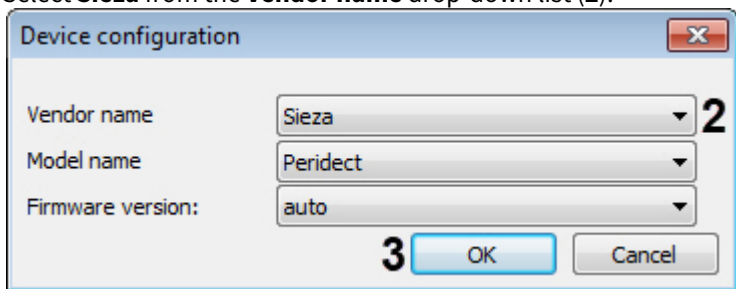 Select Sieza from the Vendor name drop-down list (2).
Device configuration
Vendor name Sieza 2
Model name Peridect
Firmware version: auto
3 OK Cancel